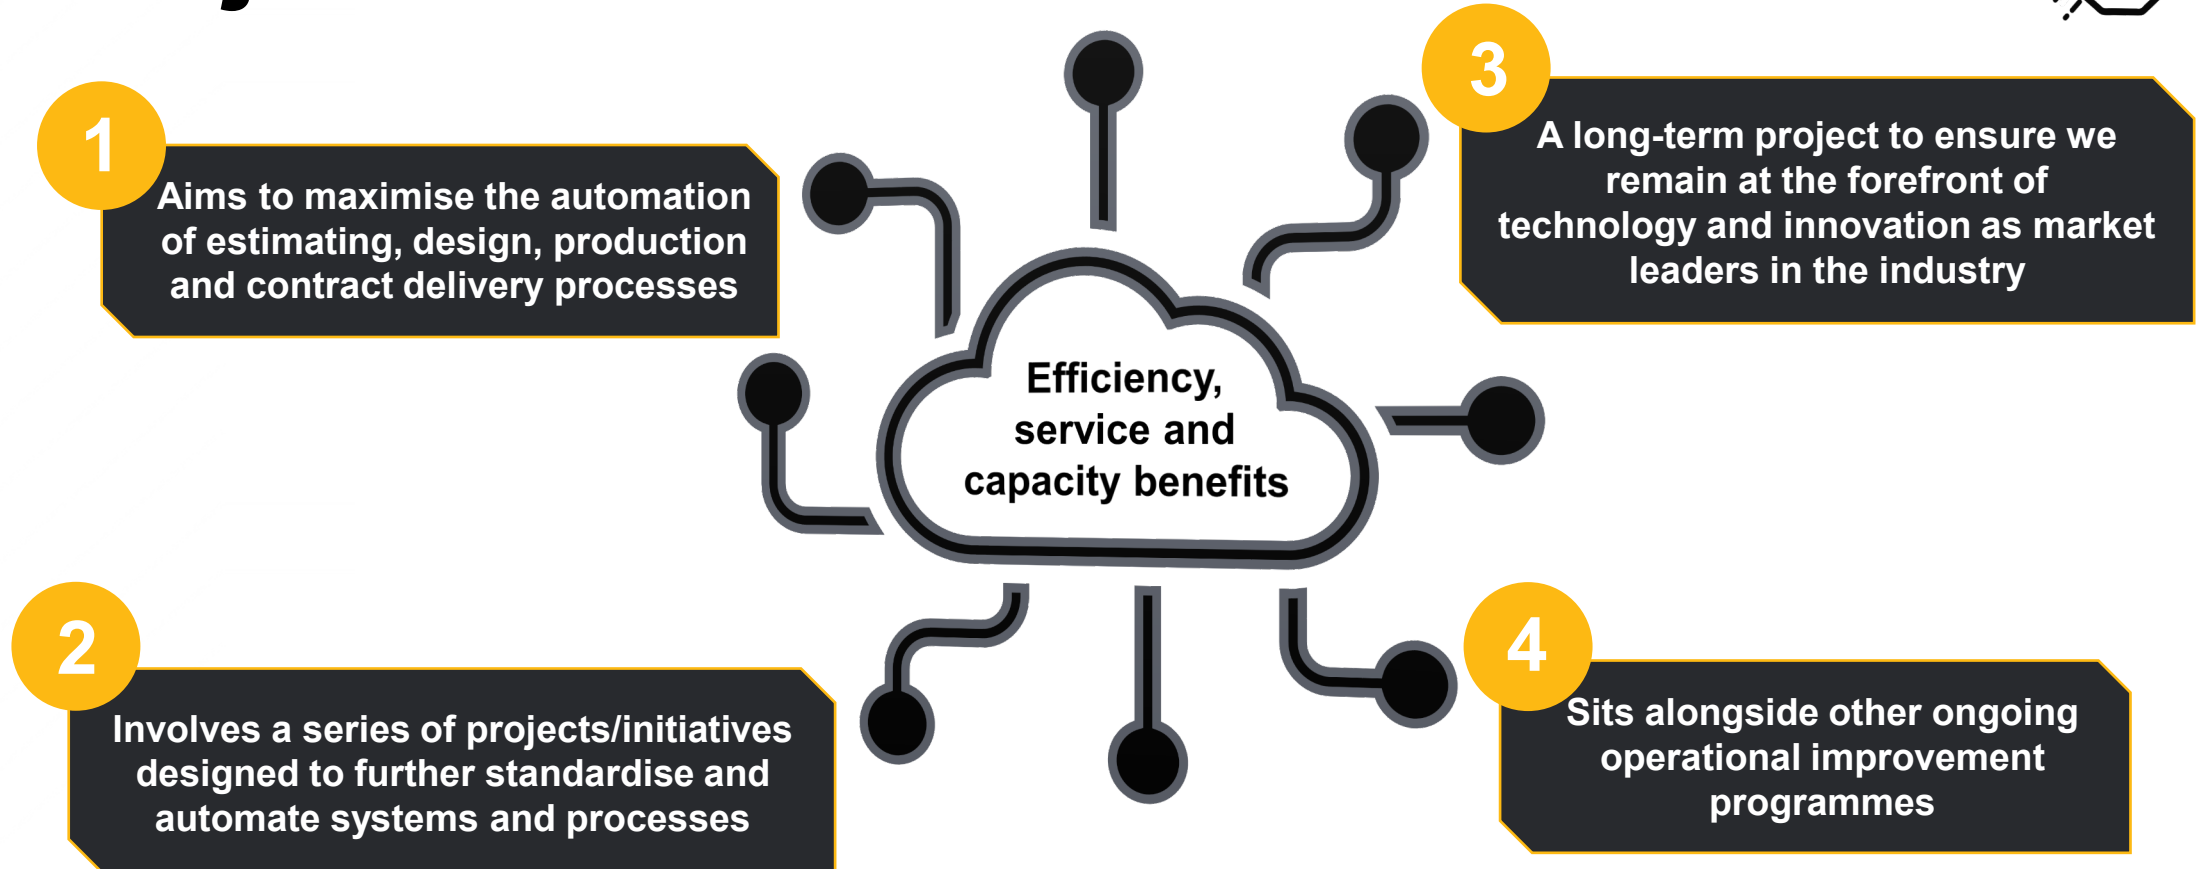 1
Aims to maximise the automation
of estimating, design, production
and contract delivery processes
2
Involves a series of projects/initiatives
designed to further standardise and
automate systems and processes
Efficiency,
service and
capacity benefits
3
A long-term project to ensure we
remain at the forefront of
technology and innovation as market
leaders in the industry
4
Sits alongside other ongoing
operational improvement
programmes